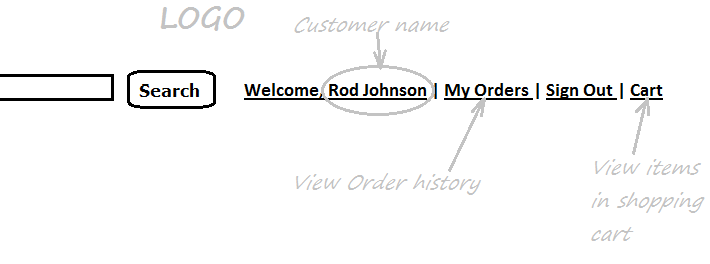 LOGO
Customer name
Search
Welcome, Rod Johnson | My Orders | Sign Out | Cart
View Order history
View items
in shopping
cart